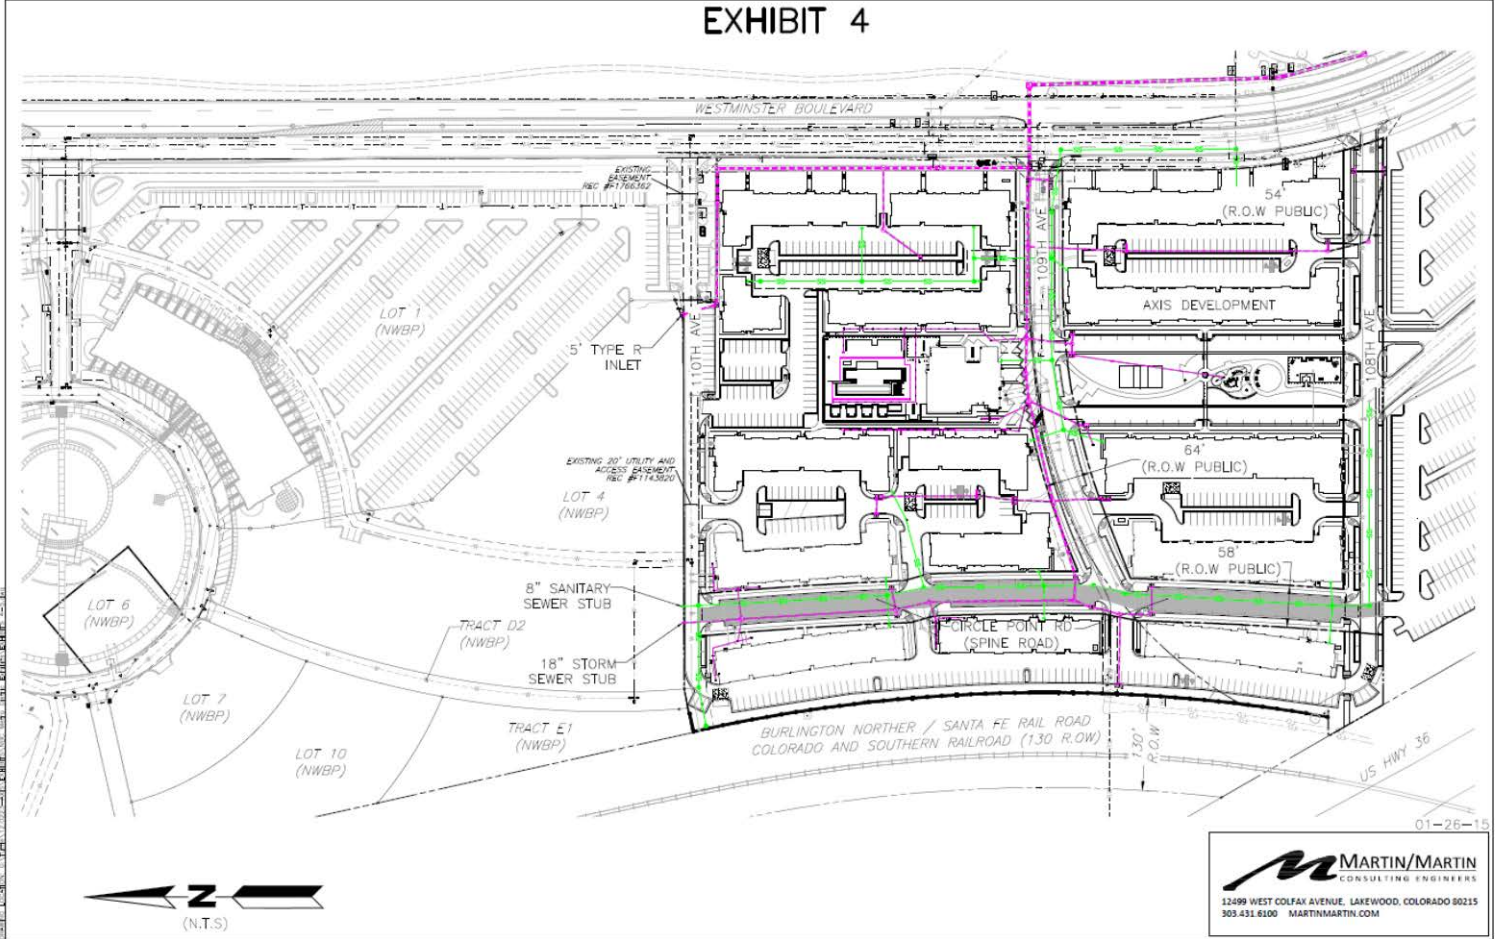 EXHIBIT 4
WESTMINSTER BOULEVARD
EXISTING
EASEMENT
REC #F1766362
54'
(R.O.W PUBLIC)
109TH AVE
AXIS DEVELOPMENT
LOT 1
(NWBP)
110TH AVE
108TH AVE
5' TYPE R
INLET
64'
(R.O.W PUBLIC)
EXISTING 20' UTILITY AND
ACCESS EASEMENT
REC #F1143820
LOT 4
(NWBP)
58'
(R.O.W PUBLIC)
8" SANITARY
SEWER STUB
LOT 6
(NWBP)
TRACT D2
(NWBP)
CIRCLE POINT RD
(SPINE ROAD)
18" STORM
SEWER STUB
LOT 7
(NWBP)
TRACT E1
(NWBP)
BURLINGTON NORTHER / SANTA FE RAIL ROAD
COLORADO AND SOUTHERN RAILROAD (130 R.OW)
130'
R.O.W
LOT 10
(NWBP)
US HWY 36
01-26-15
N
(N.T.S)
MARTIN/MARTIN
CONSULTING ENGINEERS
12499 WEST COLFAX AVENUE, LAKEWOOD, COLORADO 80215
303.431.6100 MARTINMARTIN.COM